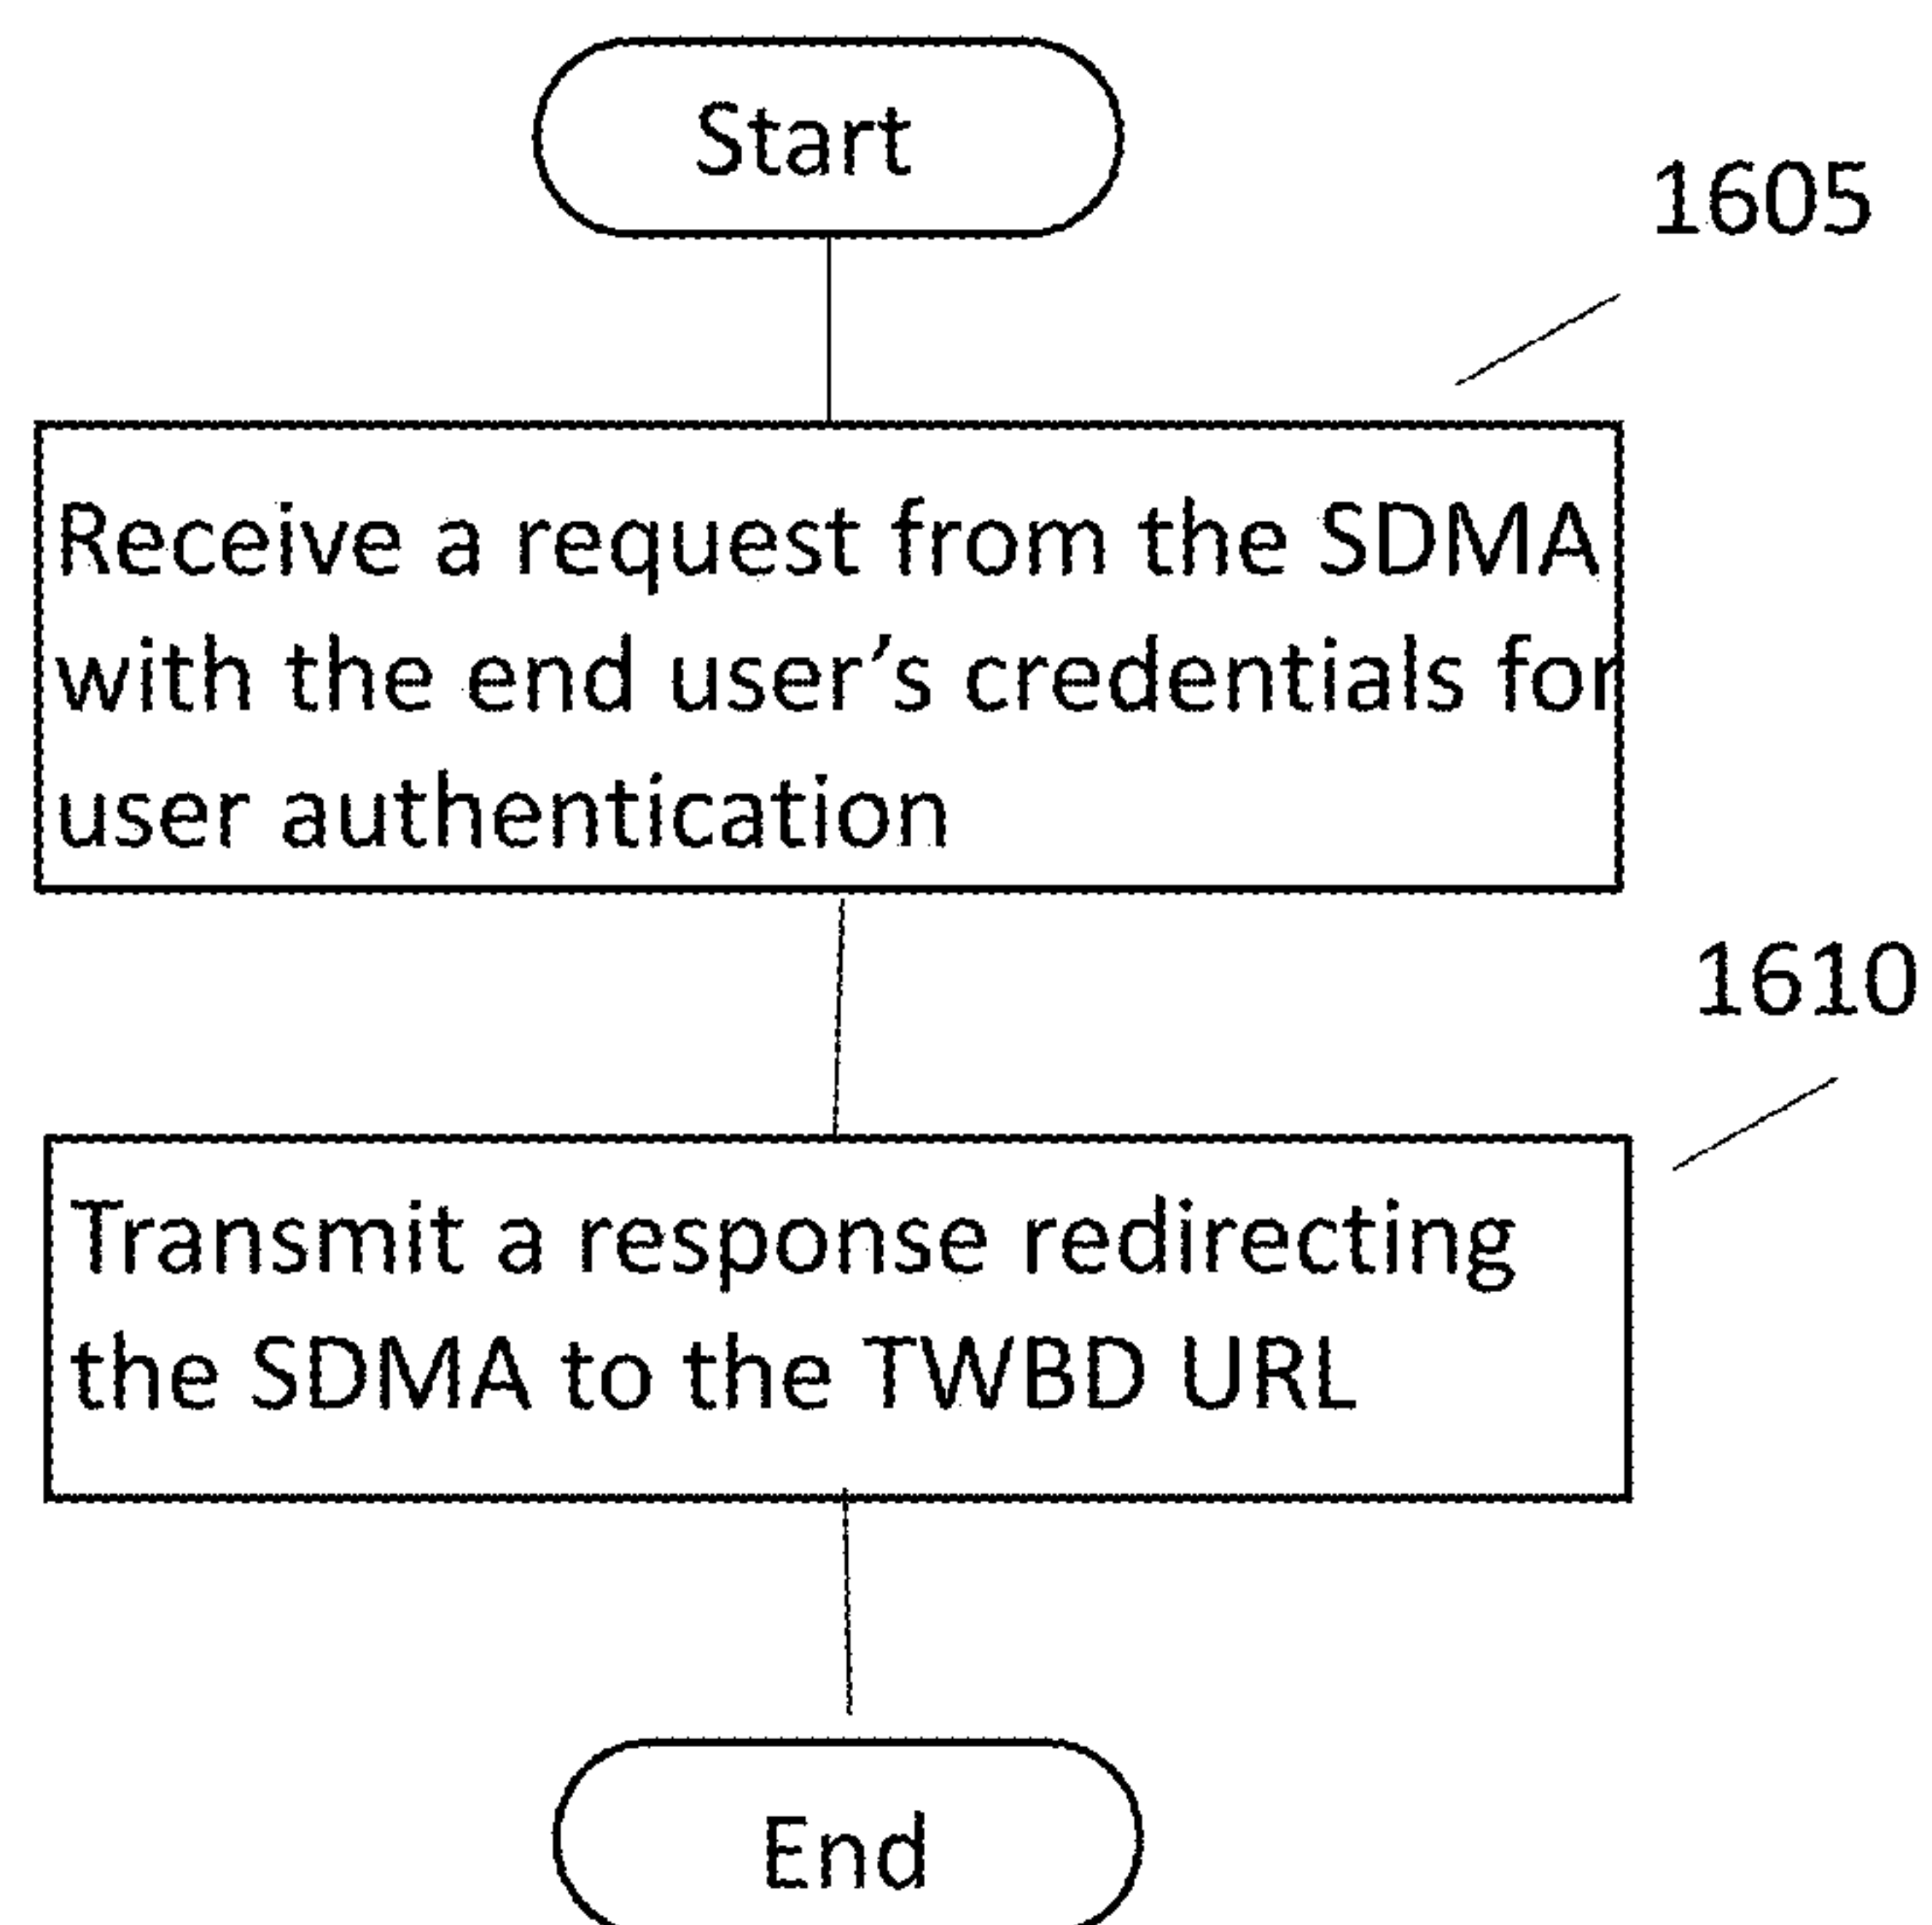 Start
1605
Receive a request from the SDMA
with the end user’s credentials for
user authentication
1610
Transmit a response redirecting
the SDMA to the TWBD URL
End